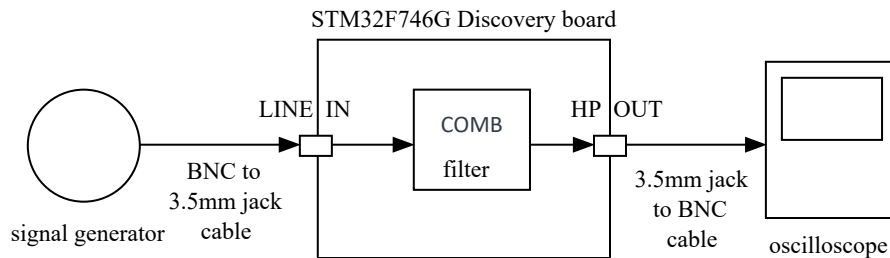 STM32F746G Discovery board
LINE IN
HP OUT
COMB
filter
BNC to
3.5mm jack
cable
3.5mm jack
to BNC
cable
signal generator
oscilloscope